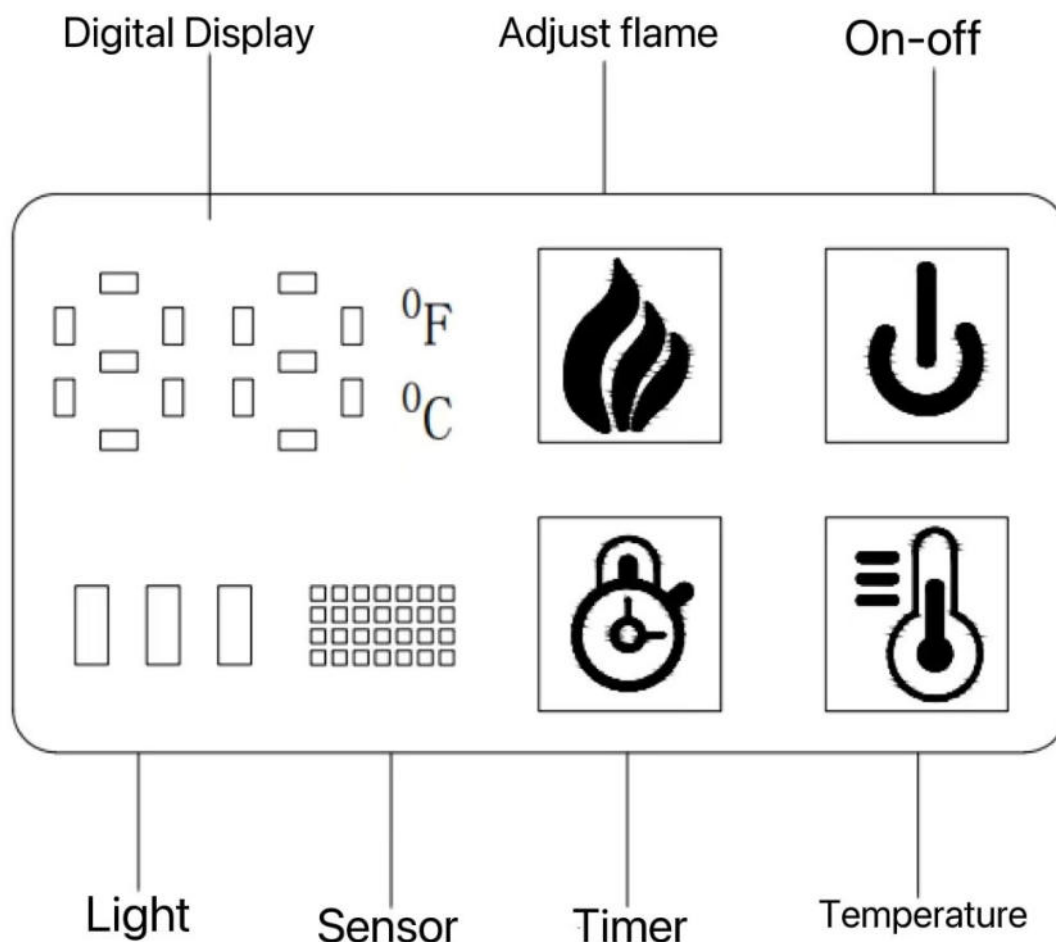 Digital Display
Adjust flame
On-off
⁰F
⁰C
Light
Sensor
Timer
Temperature